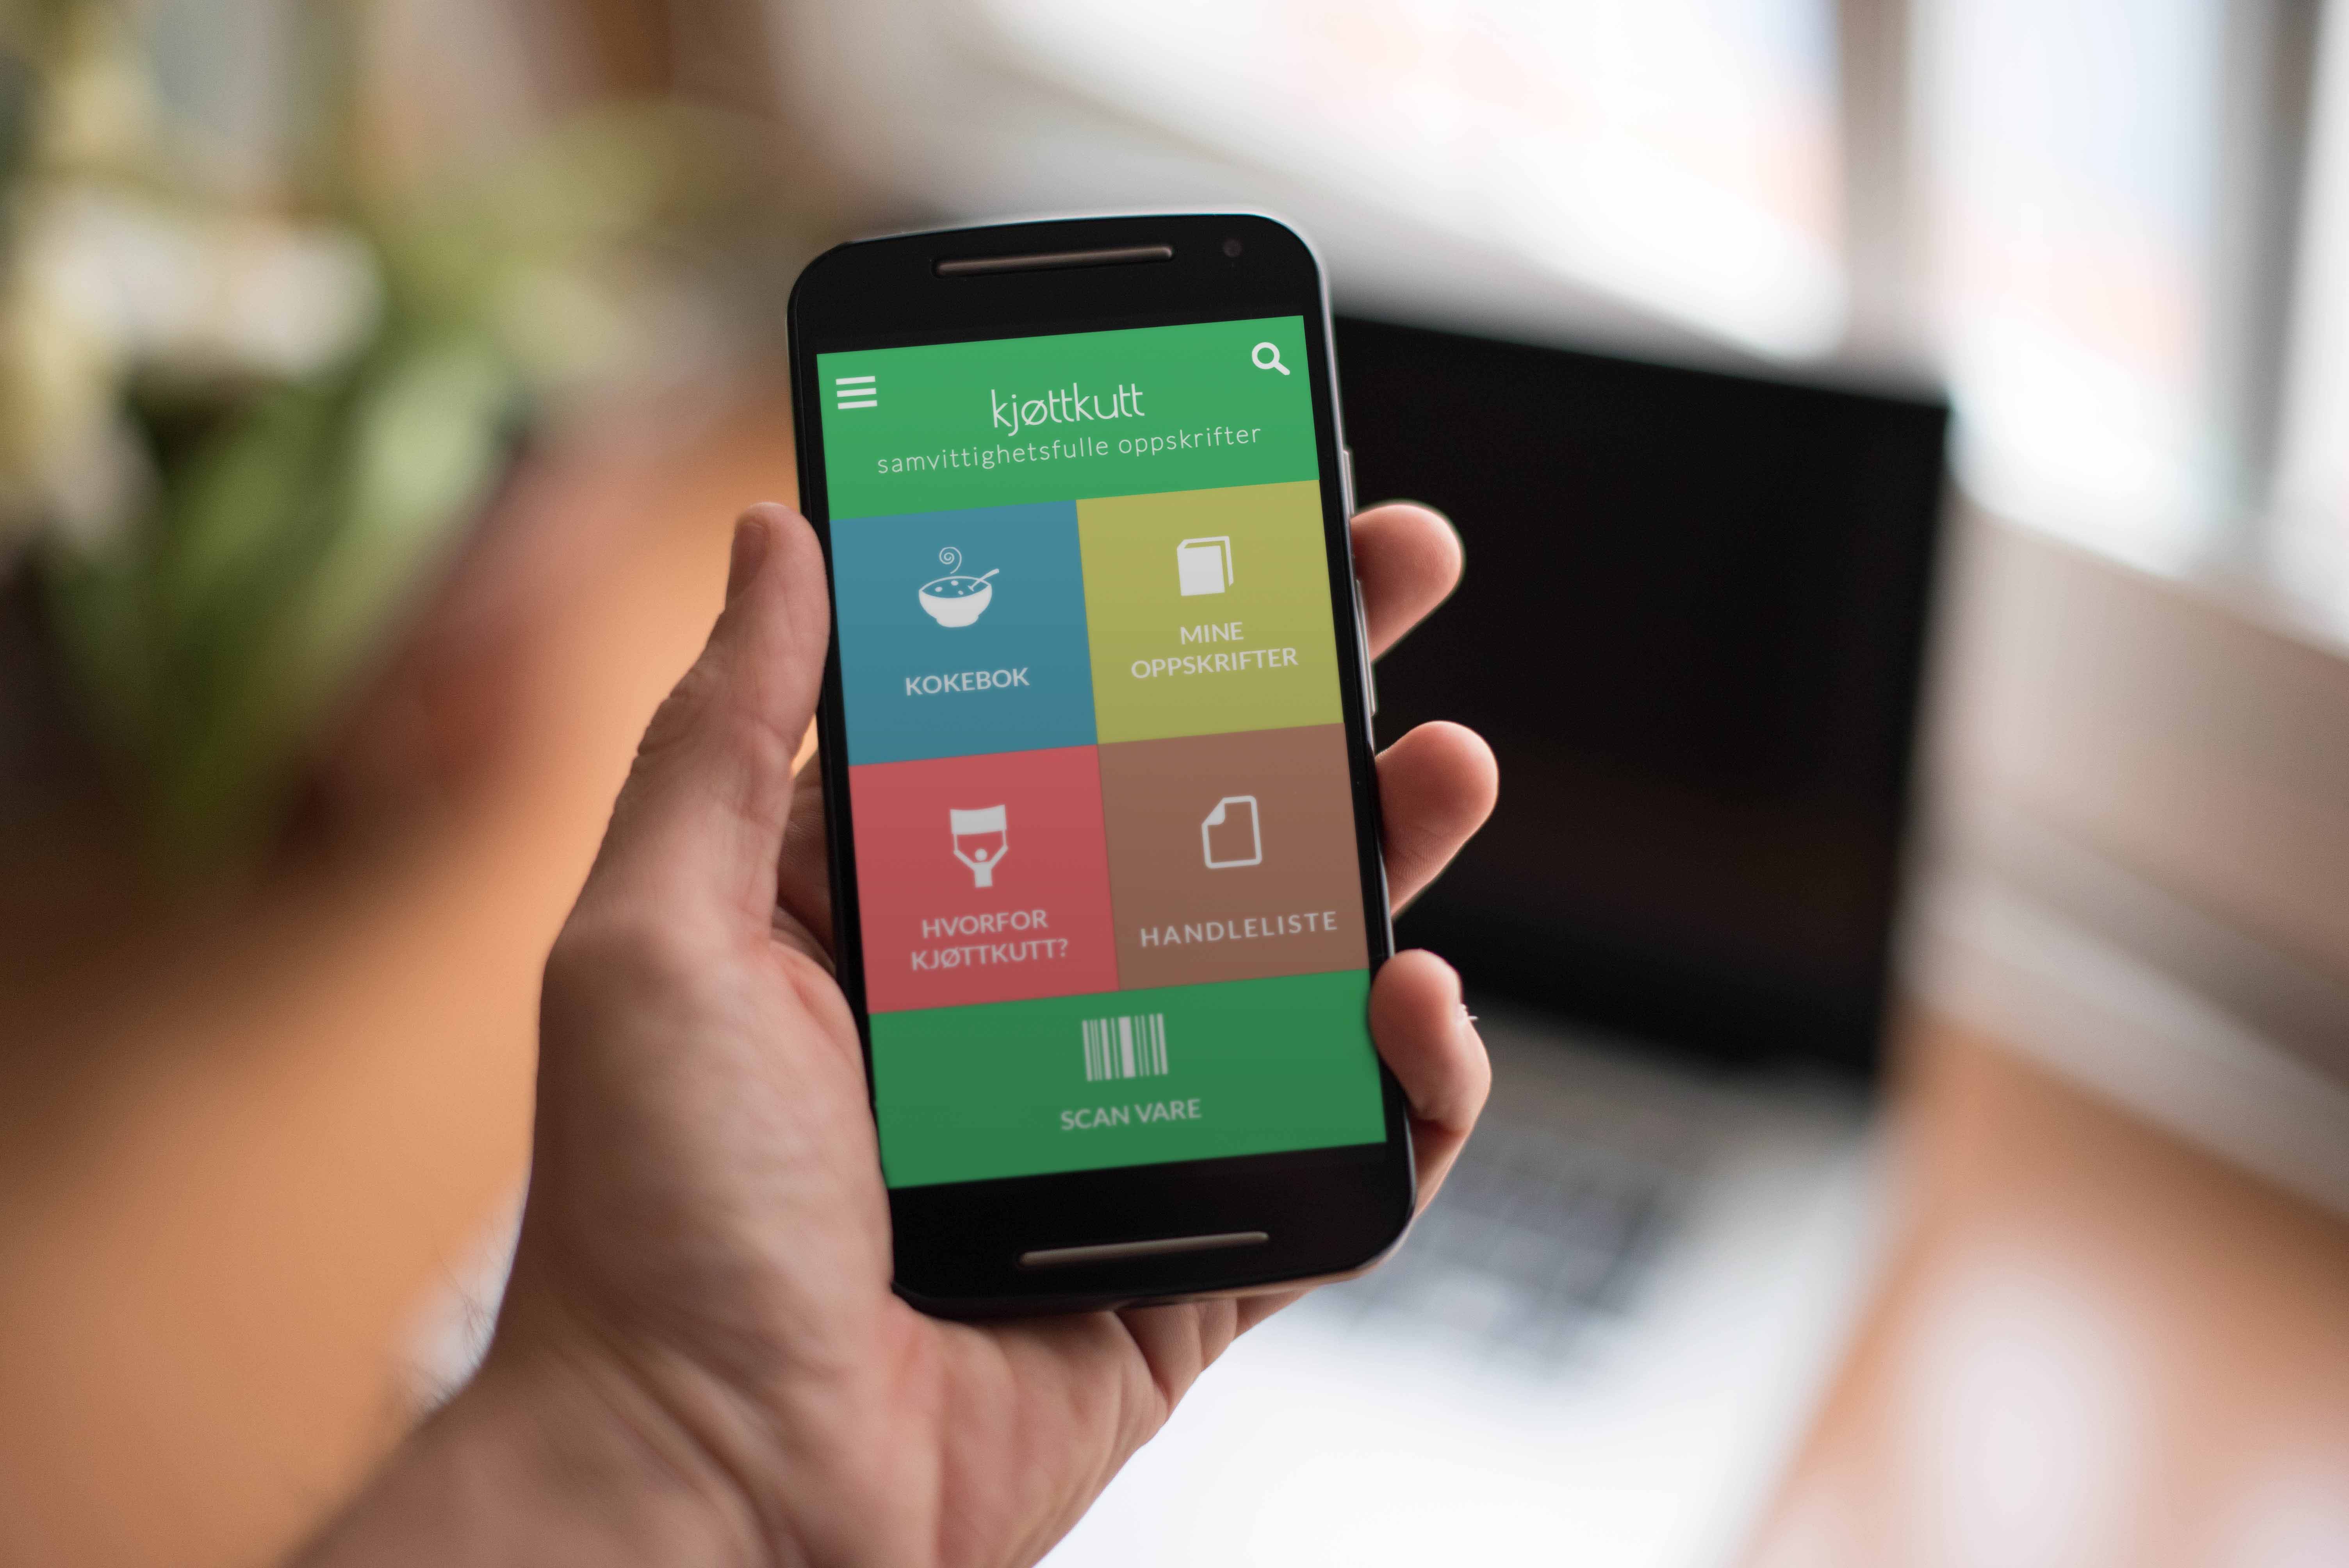 kjøttkutt
samvittighetsfulle oppskrifter
KOKEBOK
MINE
OPPSKRIFTER
HVORFOR
KJØTTKUTT?
HANDLELISTE
SCAN VARE